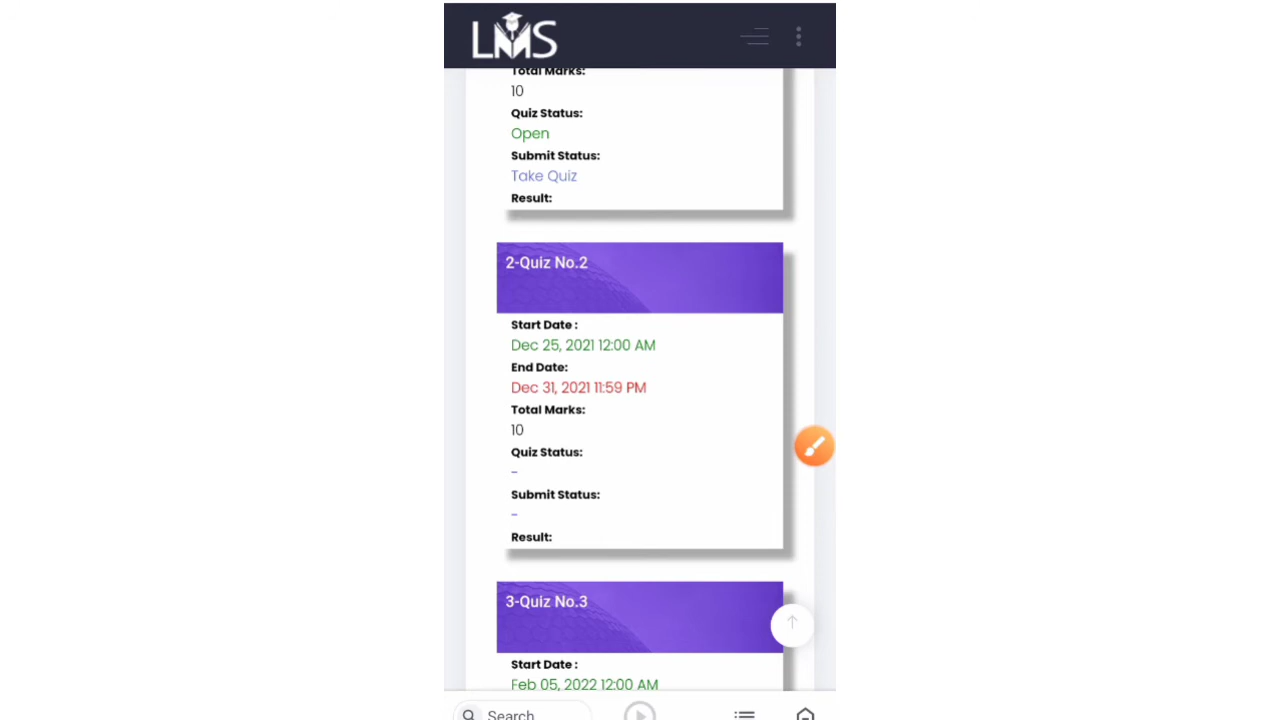 LMS
Total Marks:
10
Quiz Status:
Open
Submit Status:
Take Quiz
Result:
2-Quiz No.2
Start Date :
Dec 25, 2021 12:00 AM
End Date:
Dec 31, 2021 11:59 PM
Total Marks:
10
Quiz Status:
-
Submit Status:
-
Result:
3-Quiz No.3
Start Date :
Feb 05, 2022 12:00 AM
Search